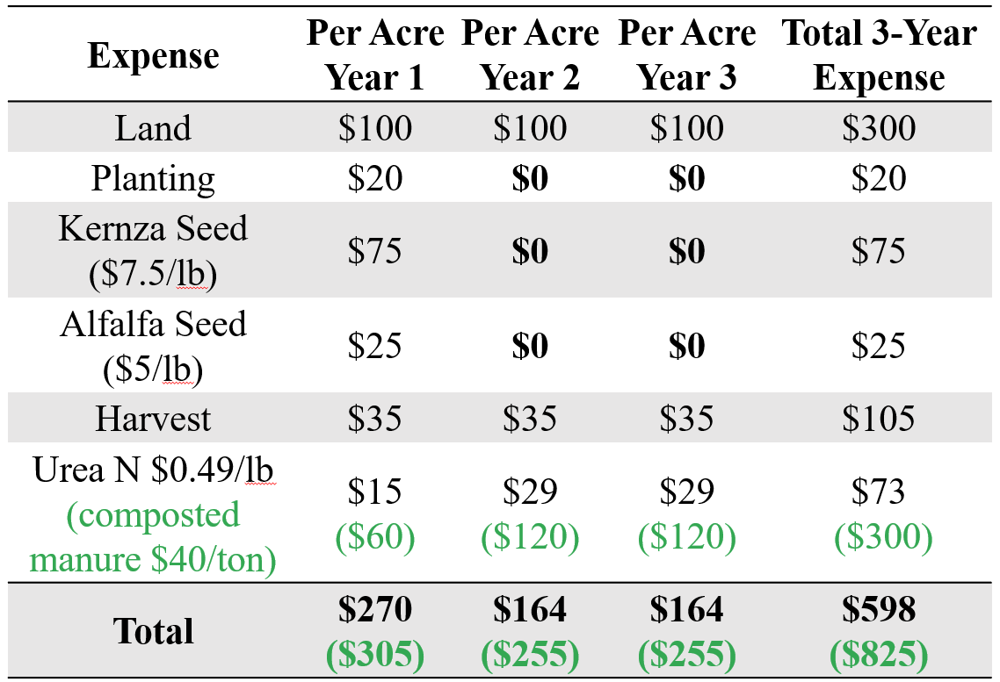 Expense Per Acre Year 1 Per Acre Year 2 Per Acre Year 3 Total 3-Year Expense
Land $100 $100 $100 $300
Planting $20 $0 $0 $20
Kernza Seed ($7.5/lb) $75 $0 $0 $75
Alfalfa Seed ($5/lb) $25 $0 $0 $25
Harvest $35 $35 $35 $105
Urea N $0.49/lb $15 $29 $29 $73
(composted manure $40/ton) ($60) ($120) ($120) ($300)
Total $270 $164 $164 $598
($305) ($255) ($255) ($825)